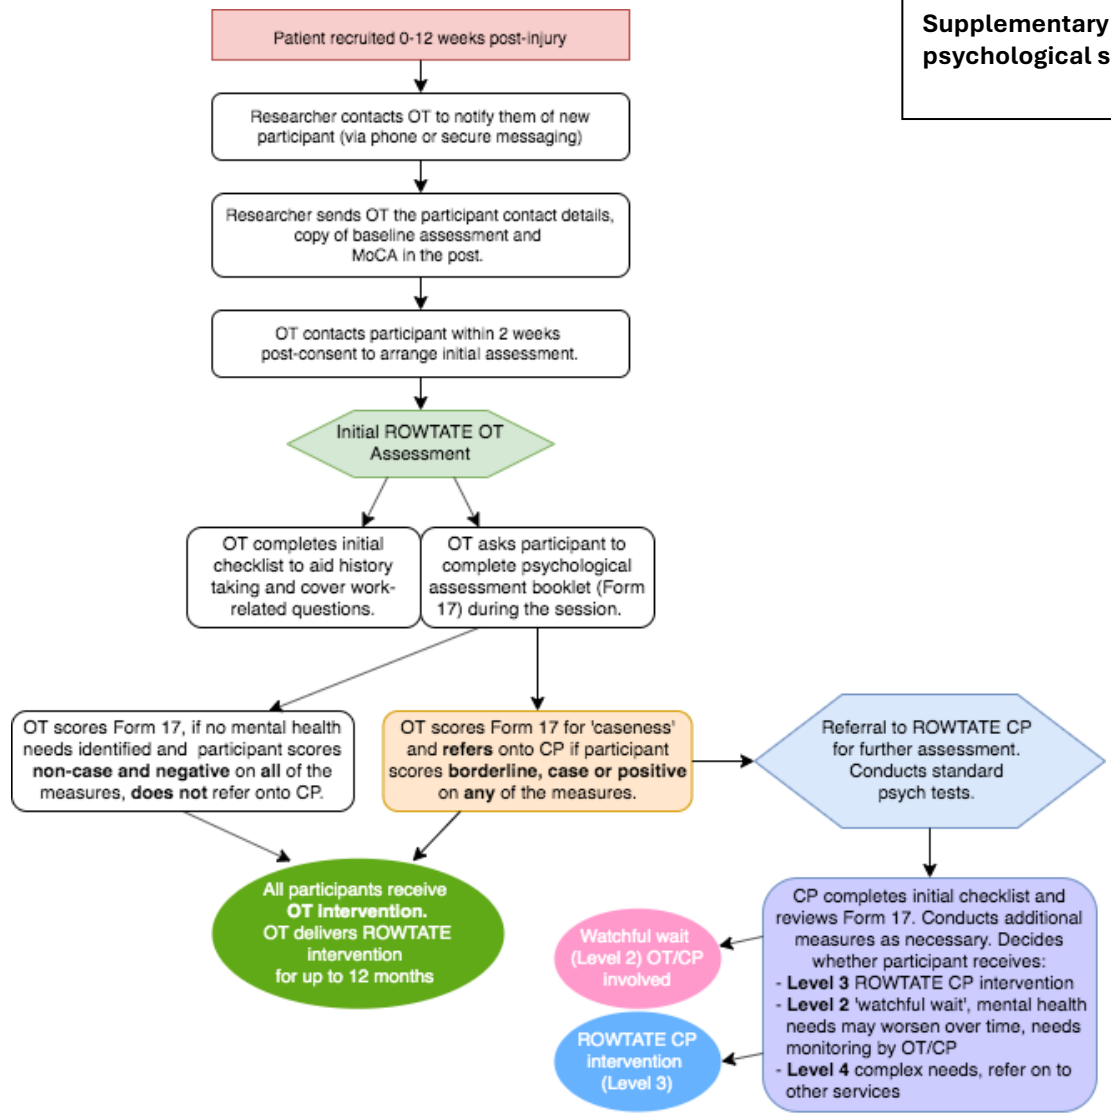 Supplementary
psychological s
Patient recruited 0-12 weeks post-injury
Researcher contacts OT to notify them of new
participant (via phone or secure messaging)
Researcher sends OT the participant contact details,
copy of baseline assessment and
MoCA in the post.
OT contacts participant within 2 weeks
post-consent to arrange initial assessment.
Initial ROWTATE OT
Assessment
OT completes initial
checklist to aid history
taking and cover work-
related questions.
OT asks participant to
complete psychological
assessment booklet (Form
17) during the session.
OT scores Form 17, if no mental health
needs identified and participant scores
non-case and negative on all of the
measures, does not refer onto CP.
OT scores Form 17 for 'caseness'
and refers onto CP if participant
scores borderline, case or positive
on any of the measures.
Referral to ROWTATE CP
for further assessment.
Conducts standard
psych tests.
All participants receive
OT intervention.
OT delivers ROWTATE
intervention
for up to 12 months
Watchful wait
(Level 2) OT/CP
involved
ROWTATE CP
intervention
(Level 3)
CP completes initial checklist and
reviews Form 17. Conducts additional
measures as necessary. Decides
whether participant receives:
- Level 3 ROWTATE CP intervention
- Level 2 'watchful wait', mental health
needs may worsen over time, needs
monitoring by OT/CP
- Level 4 complex needs, refer on to
other services